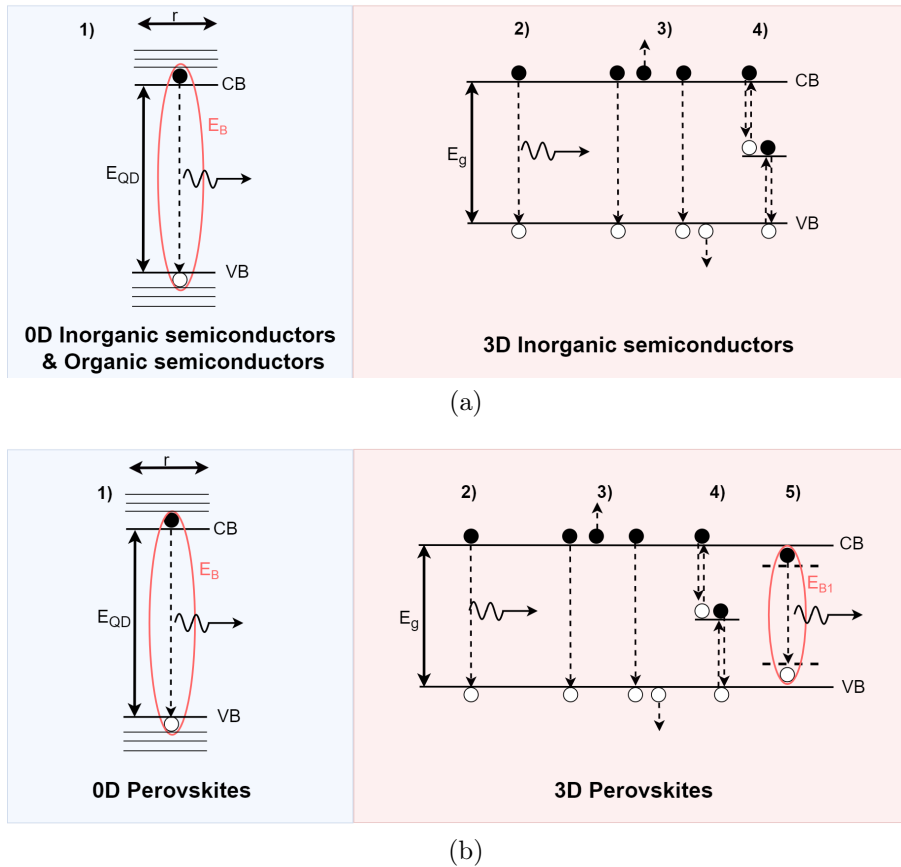 r
1)
2)
3)
4)
CB
E_B
E_QD
E_g
VB
VB
0D Inorganic semiconductors
& Organic semiconductors
3D Inorganic semiconductors
(a)
r
1)
2)
3)
4)
5)
CB
CB
E_B
E_B1
E_QD
E_g
VB
VB
0D Perovskites
3D Perovskites
(b)